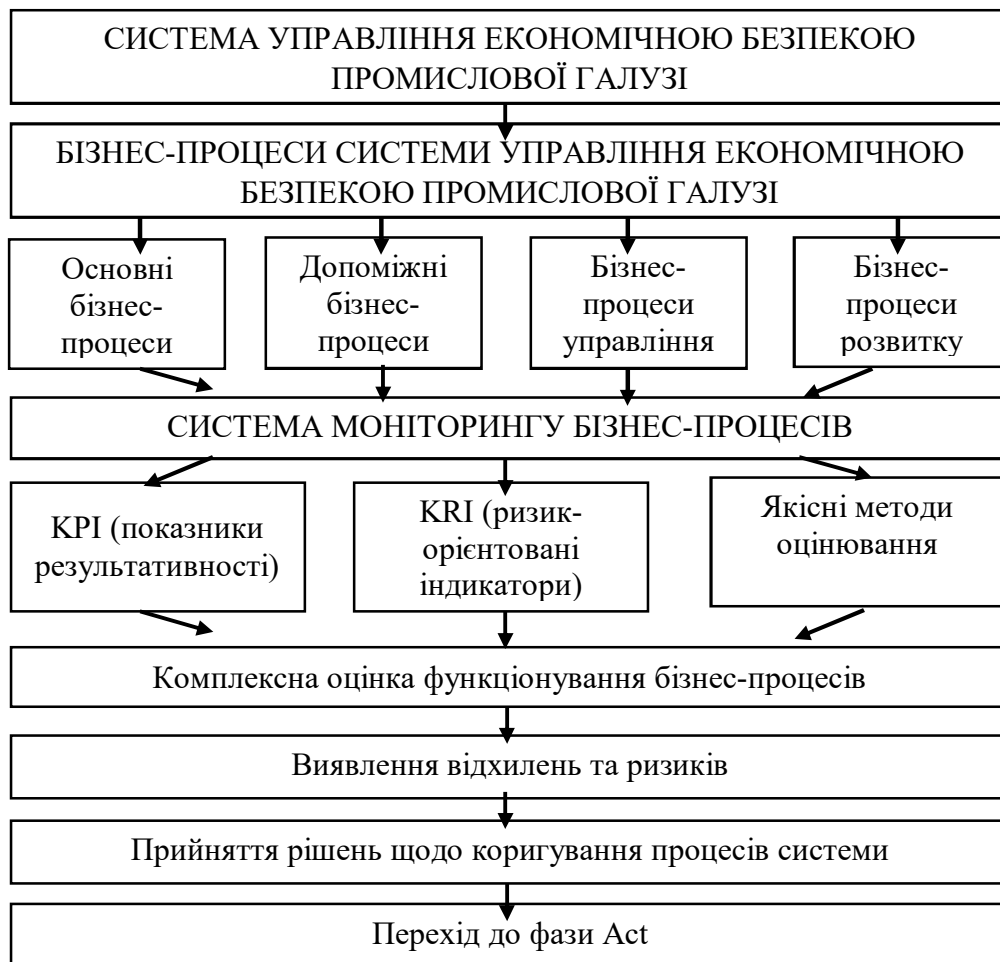 СИСТЕМА УПРАВЛІННЯ ЕКОНОМІЧНОЮ БЕЗПЕКОЮ
ПРОМИСЛОВОЇ ГАЛУЗІ
БІЗНЕС-ПРОЦЕСИ СИСТЕМИ УПРАВЛІННЯ ЕКОНОМІЧНОЮ
БЕЗПЕКОЮ ПРОМИСЛОВОЇ ГАЛУЗІ
Основні
бізнес-
процеси
Допоміжні
бізнес-
процеси
Бізнес-
процеси
управління
Бізнес-
процеси
розвитку
СИСТЕМА МОНІТОРИНГУ БІЗНЕС-ПРОЦЕСІВ
KPI (показники
результативності)
KRI (ризик-
орієнтовані
індикатори)
Якісні методи
оцінювання
Комплексна оцінка функціонування бізнес-процесів
Виявлення відхилень та ризиків
Прийняття рішень щодо коригування процесів системи
Перехід до фази Act